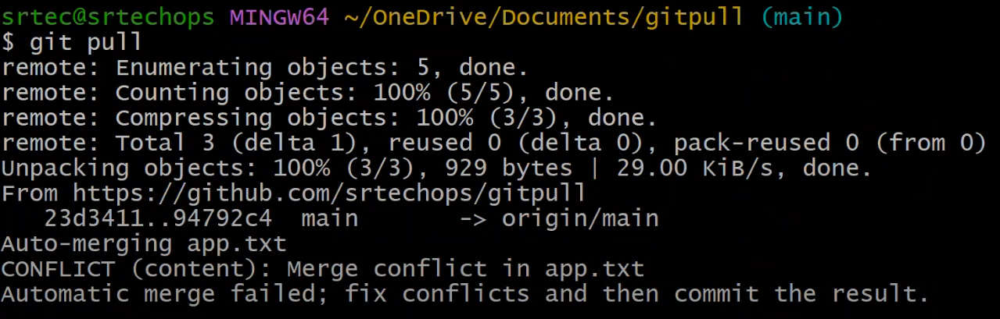 srtec@srtechops MINGW64 ~/OneDrive/Documents/gitpull (main)
$ git pull
remote: Enumerating objects: 5, done.
remote: Counting objects: 100% (5/5), done.
remote: Compressing objects: 100% (3/3), done.
remote: Total 3 (delta 1), reused 0 (delta 0), pack-reused 0 (from 0)
Unpacking objects: 100% (3/3), 929 bytes | 29.00 KiB/s, done.
From https://github.com/srtechops/gitpull
   23d3411..94792c4  main       -> origin/main
Auto-merging app.txt
CONFLICT (content): Merge conflict in app.txt
Automatic merge failed; fix conflicts and then commit the result.